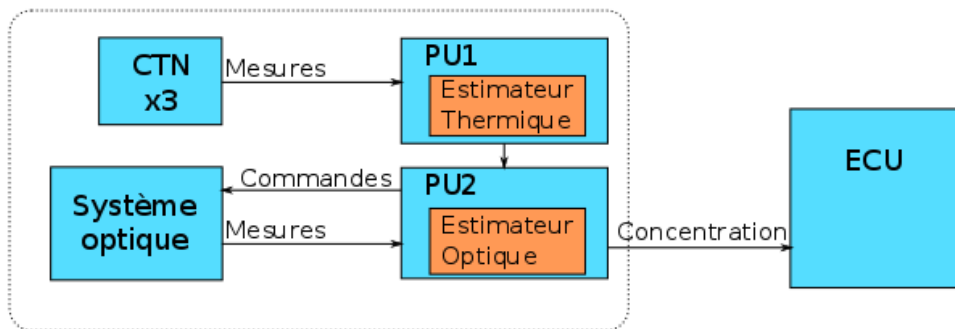 CTN
x3
Mesures
PU1
Estimateur
Thermique
Système
optique
Commandes
Mesures
PU2
Estimateur
Optique
Concentration
ECU